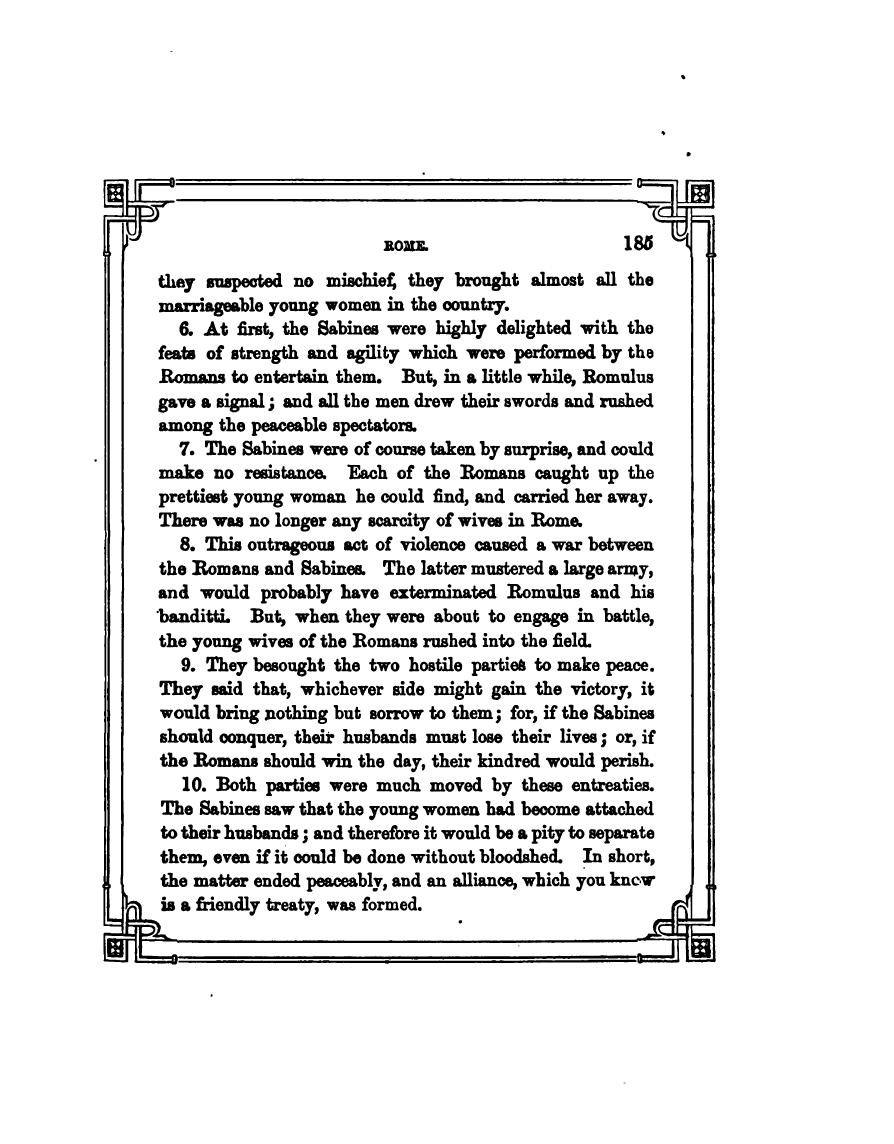 ROME. 185
they suspected no mischief, they brought almost all the
marriageable young women in the country.
6. At first, the Sabines were highly delighted with the
feats of strength and agility which were performed by the
Romans to entertain them. But, in a little while, Romulus
gave a signal; and all the men drew their swords and rushed
among the peaceable spectators.
7. The Sabines were of course taken by surprise, and could
make no resistance. Each of the Romans caught up the
prettiest young woman he could find, and carried her away.
There was no longer any scarcity of wives in Rome.
8. This outrageous act of violence caused a war between
the Romans and Sabines. The latter mustered a large army,
and would probably have exterminated Romulus and his
banditti. But, when they were about to engage in battle,
the young wives of the Romans rushed into the field.
9. They besought the two hostile parties to make peace.
They said that, whichever side might gain the victory, it
would bring nothing but sorrow to them; for, if the Sabines
should conquer, their husbands must lose their lives; or, if
the Romans should win the day, their kindred would perish.
10. Both parties were much moved by these entreaties.
The Sabines saw that the young women had become attached
to their husbands; and therefore it would be a pity to separate
them, even if it could be done without bloodshed. In short,
the matter ended peaceably, and an alliance, which you know
is a friendly treaty, was formed.